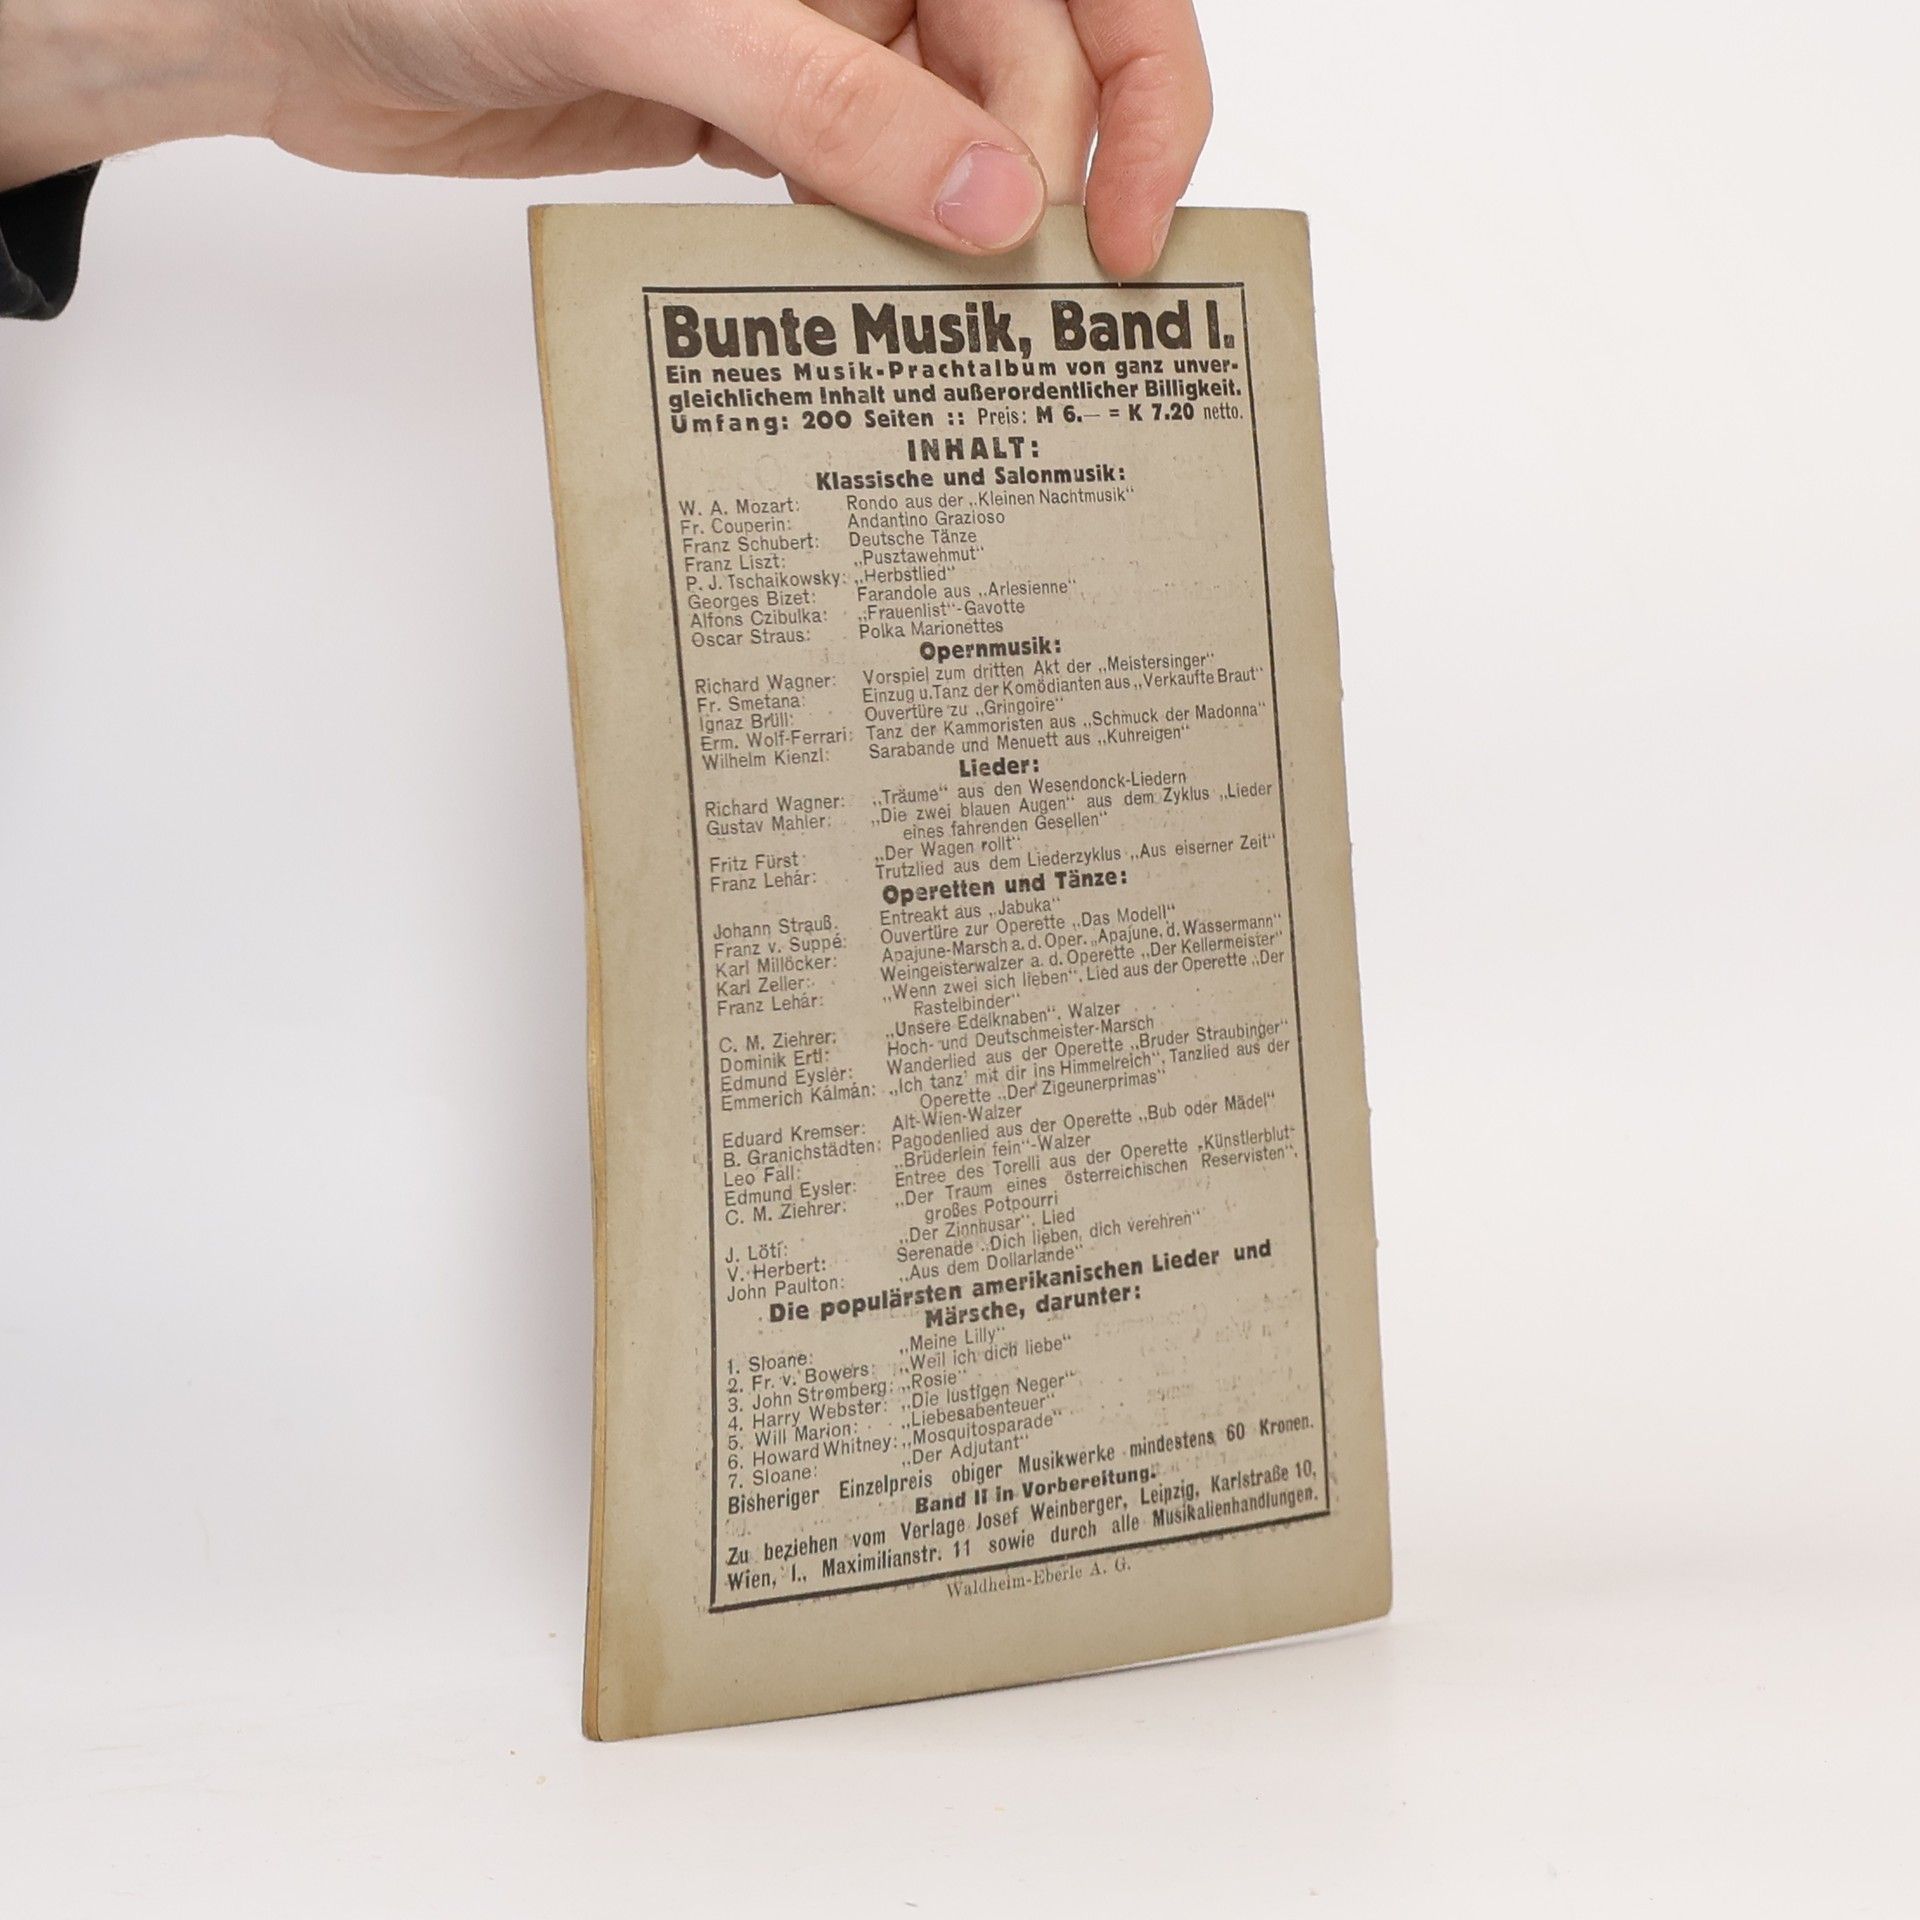 Bunte Musik, Band I.
Ein neues Musik-Prachtalbum von ganz unver-
gleichlichem Inhalt und außerordentlicher Billigkeit.
Umfang: 200 Seiten :: Preis: M 6.— = K 7.20 netto.
INHALT:
Klassische und Salonmusik:
W. A. Mozart: Rondo aus der „Kleinen Nachtmusik“
Fr. Couperin: Andantino Grazioso
Franz Schubert: Deutsche Tänze
Franz Liszt: „Pusztawehmut“
P. J. Tschaikowsky: „Herbstlied“
Georges Bizet: Farandole aus „Arlesienne“
Alfons Czibulka: „Frauenlist“-Gavotte
Oscar Straus: Polka Marionettes
Opernmusik:
Richard Wagner: Vorspiel zum dritten Akt der „Meistersinger“
Fr. Smetana: Einzug u. Tanz der Komödianten aus „Verkaufte Braut“
Ignaz Brüll: Ouvertüre zu „Gringoire“
Erm. Wolf-Ferrari: Tanz der Kammoristen aus „Schmuck der Madonna“
Wilhelm Kienzl: Sarabande und Menuett aus „Kuhreigen“
Lieder:
Richard Wagner: „Träume“ aus den Wesendonck-Liedern
Gustav Mahler: „Die zwei blauen Augen“ aus dem Zyklus „Lieder
eines fahrenden Gesellen“
Fritz Fürst: „Der Wagen rollt“
Franz Lehár: Trutzlied aus dem Liederzyklus „Aus eiserner Zeit“
Operetten und Tänze:
Johann Strauß. Entreakt aus „Jabuka“
Franz v. Suppé: Ouvertüre zur Operette „Das Modell“
Karl Millöcker: Apajune-Marsch a. d. Oper. „Apajune, d. Wassermann“
Karl Zeller: Weingeisterwalzer a. d. Operette „Der Kellermeister“
Franz Lehár: „Wenn zwei sich lieben“, Lied aus der Operette „Der
Rastelbinder“
C. M. Ziehrer: „Unsere Edelknaben“, Walzer
Dominik Ertl: Hoch- und Deutschmeister-Marsch
Edmund Eysler: Wanderlied aus der Operette „Bruder Straubinger“
Emmerich Kálmán: „Ich tanz' mit dir ins Himmelreich“, Tanzlied aus der
Operette „Der Zigeunerprimas“
Eduard Kremser: Alt-Wien-Walzer
B. Granichstädten: Pagodenlied aus der Operette „Bub oder Mädel“
Leo Fall: „Brüderlein fein“-Walzer
Edmund Eysler: Entree des Torelli aus der Operette „Künstlerblut“
C. M. Ziehrer: „Der Traum eines österreichischen Reservisten“,
großes Potpourri
J. Löti: „Der Zinnhusar“, Lied
V. Herbert: Serenade „Dich lieben, dich verehren“
John Paulton: „Aus dem Dollarlande“
Die populärsten amerikanischen Lieder und
Märsche, darunter:
1. Sloane: „Meine Lilly“
2. Fr. v. Bowers: „Weil ich dich liebe“
3. John Stromberg: „Rosie“
4. Harry Webster: „Die lustigen Neger“
5. Will Marion: „Liebesabenteuer“
6. Howard Whitney: „Mosquitosparade“
7. Sloane: „Der Adjutant“
Bisheriger Einzelpreis obiger Musikwerke mindestens 60 Kronen.
Band II in Vorbereitung.
Zu beziehen vom Verlage Josef Weinberger, Leipzig, Karlstraße 10,
Wien, I., Maximilianstr. 11 sowie durch alle Musikalienhandlungen.
Waldheim-Eberle A. G.